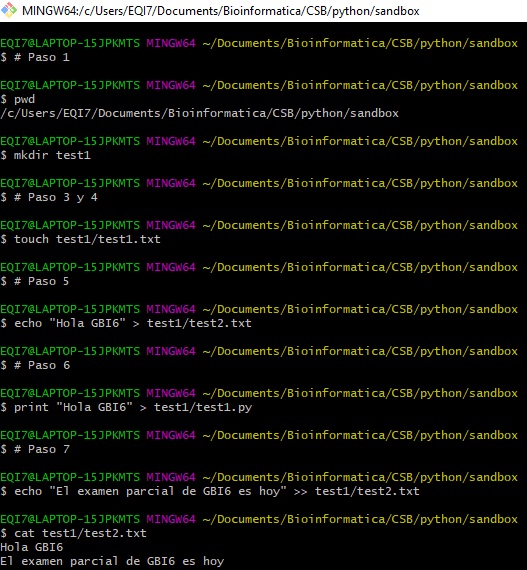 MINGW64:/c/Users/EQI7/Documents/Bioinformatica/CSB/python/sandbox
EQI7@LAPTOP-15JPKMTS MINGW64 ~/Documents/Bioinformatica/CSB/python/sandbox
$ # Paso 1
EQI7@LAPTOP-15JPKMTS MINGW64 ~/Documents/Bioinformatica/CSB/python/sandbox
$ pwd
/c/Users/EQI7/Documents/Bioinformatica/CSB/python/sandbox
EQI7@LAPTOP-15JPKMTS MINGW64 ~/Documents/Bioinformatica/CSB/python/sandbox
$ mkdir test1
EQI7@LAPTOP-15JPKMTS MINGW64 ~/Documents/Bioinformatica/CSB/python/sandbox
$ # Paso 3 y 4
EQI7@LAPTOP-15JPKMTS MINGW64 ~/Documents/Bioinformatica/CSB/python/sandbox
$ touch test1/test1.txt
EQI7@LAPTOP-15JPKMTS MINGW64 ~/Documents/Bioinformatica/CSB/python/sandbox
$ # Paso 5
EQI7@LAPTOP-15JPKMTS MINGW64 ~/Documents/Bioinformatica/CSB/python/sandbox
$ echo "Hola GBI6" > test1/test2.txt
EQI7@LAPTOP-15JPKMTS MINGW64 ~/Documents/Bioinformatica/CSB/python/sandbox
$ # Paso 6
EQI7@LAPTOP-15JPKMTS MINGW64 ~/Documents/Bioinformatica/CSB/python/sandbox
$ print "Hola GBI6" > test1/test1.py
EQI7@LAPTOP-15JPKMTS MINGW64 ~/Documents/Bioinformatica/CSB/python/sandbox
$ # Paso 7
EQI7@LAPTOP-15JPKMTS MINGW64 ~/Documents/Bioinformatica/CSB/python/sandbox
$ echo "El examen parcial de GBI6 es hoy" >> test1/test2.txt
EQI7@LAPTOP-15JPKMTS MINGW64 ~/Documents/Bioinformatica/CSB/python/sandbox
$ cat test1/test2.txt
Hola GBI6
El examen parcial de GBI6 es hoy